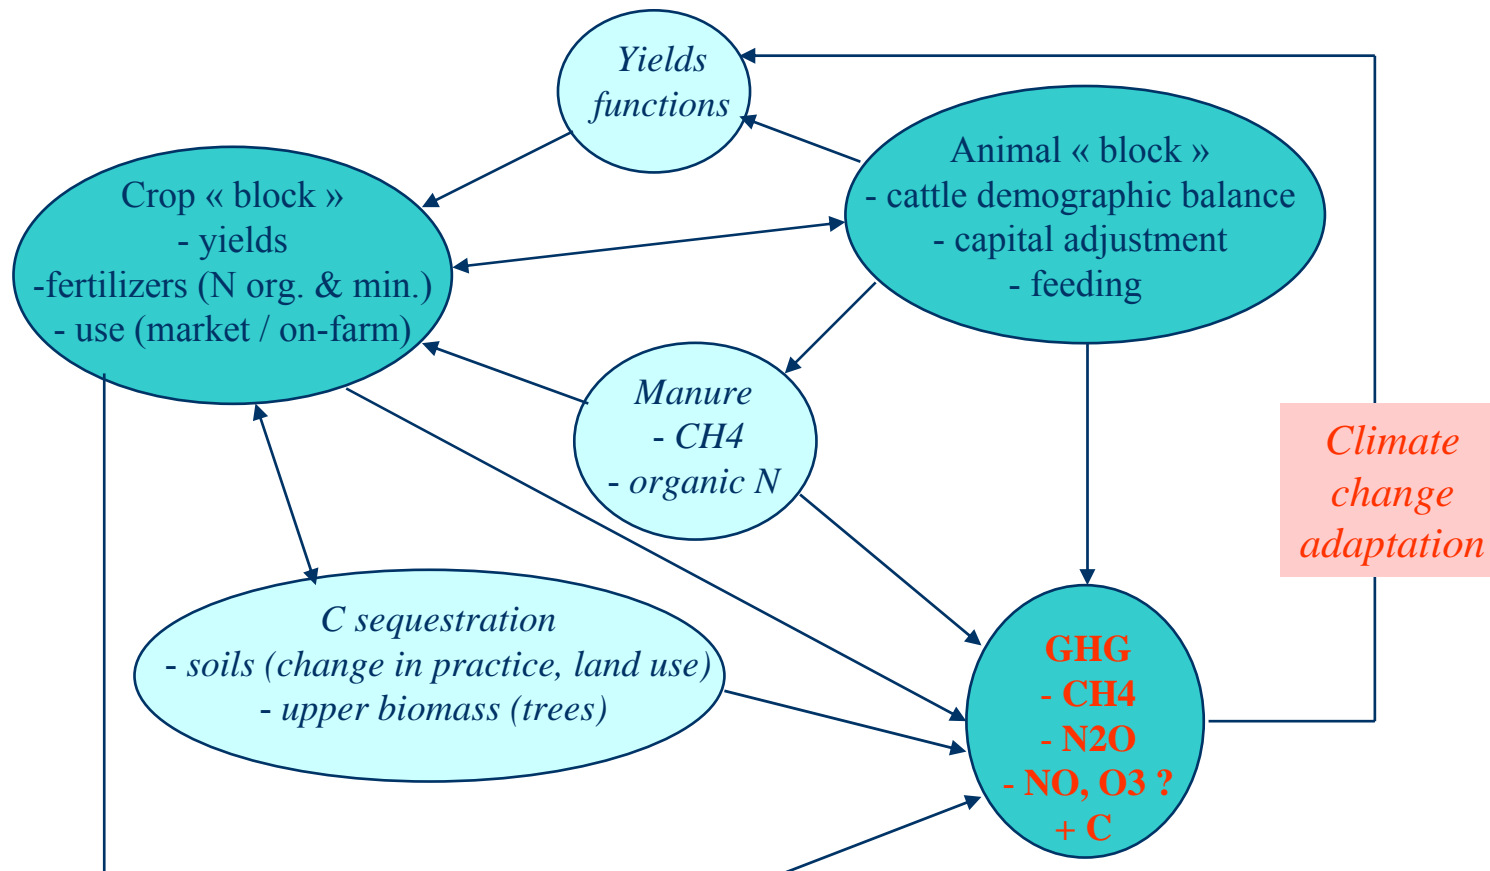 Yields
functions
Animal « block »
- cattle demographic balance
- capital adjustment
- feeding
Crop « block »
- yields
-fertilizers (N org. & min.)
- use (market / on-farm)
Manure
- CH4
- organic N
Climate
change
adaptation
C sequestration
- soils (change in practice, land use)
- upper biomass (trees)
GHG
- CH4
- N2O
- NO, O3 ?
+ C